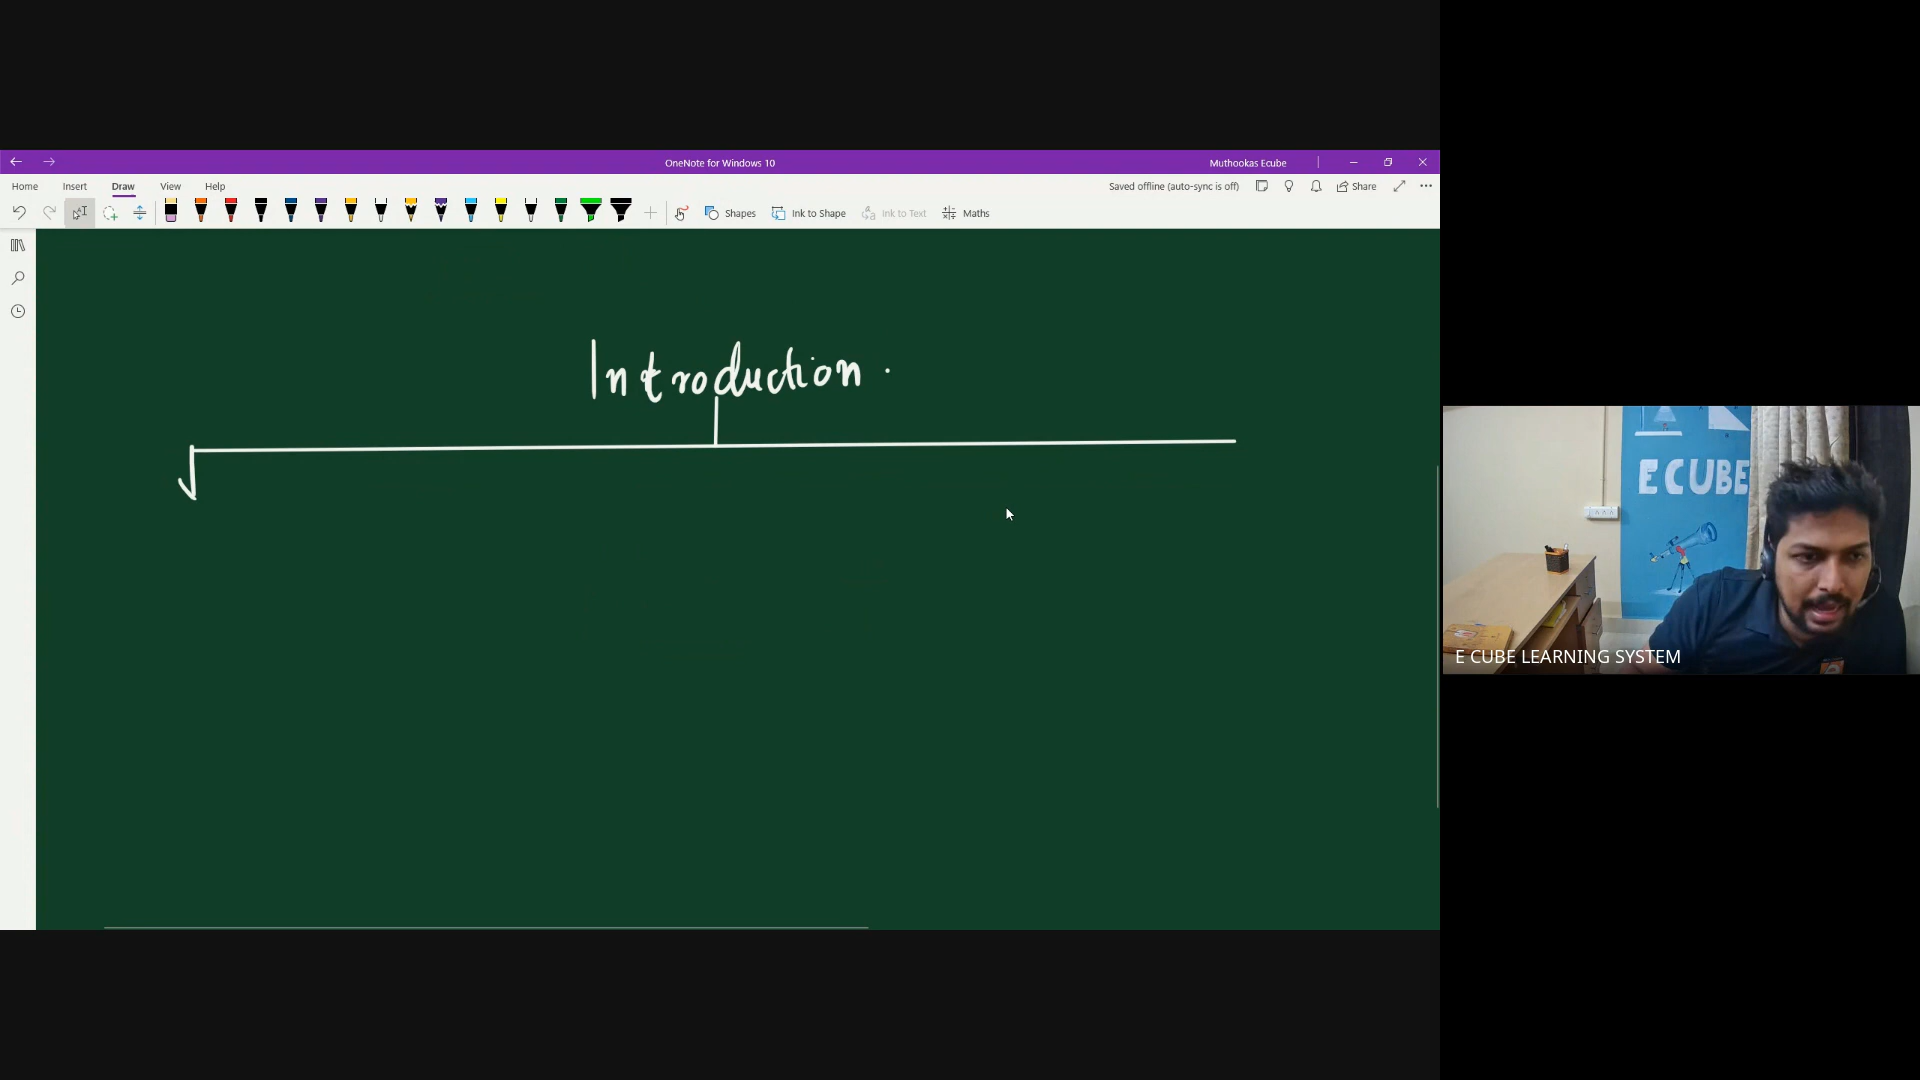 OneNote for Windows 10
Muthookas Ecube
Home Insert Draw View Help
Saved offline (auto-sync is off)
Share
Shapes
Ink to Shape
Ink to Text
Maths
Introduction .
E CUBE
E CUBE LEARNING SYSTEM